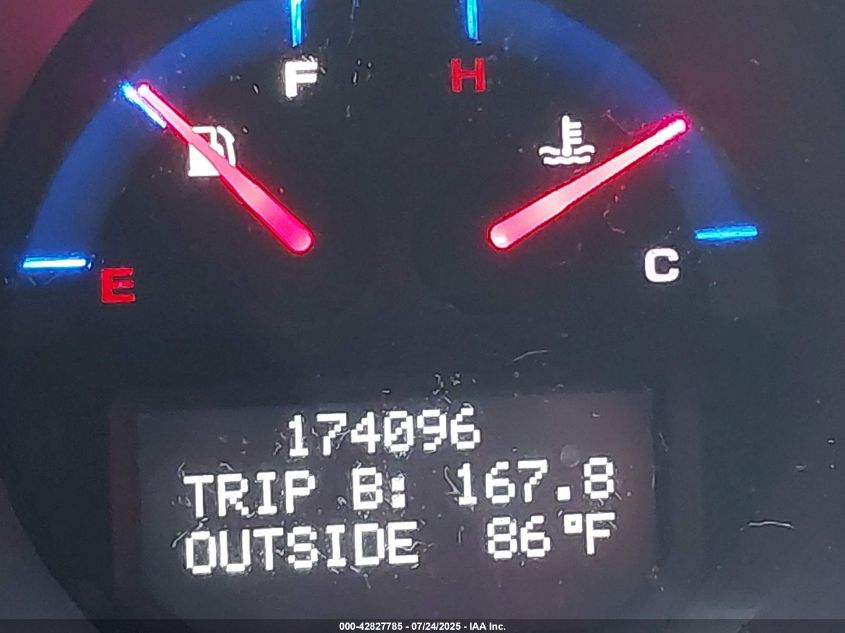 F H
E C
174096
TRIP B: 167.8
OUTSIDE 86°F
000-42827785 - 07/24/2025 - IAA Inc.